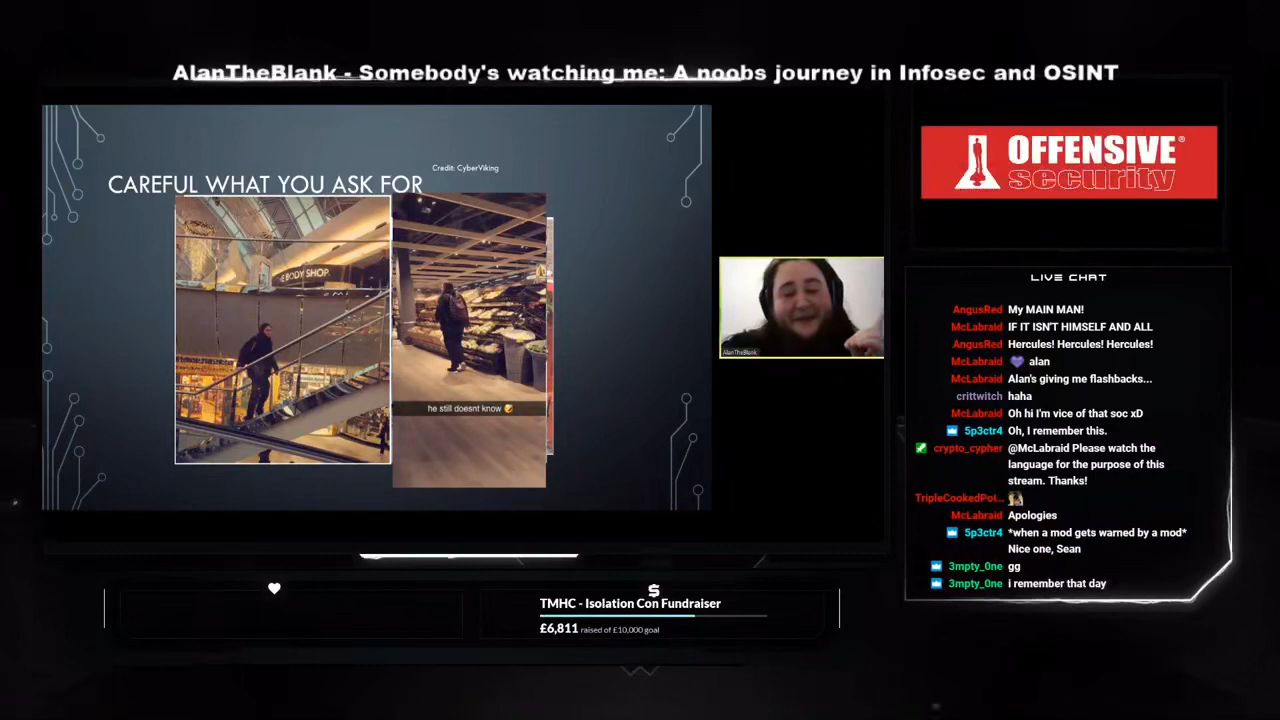 AlanTheBlank - Somebody's watching me: A noobs journey in Infosec and OSINT
Credit: CyberViking
CAREFUL WHAT YOU ASK FOR
E BODY SHOP
he still doesnt know
AlanTheBlank
OFFENSIVE®
security
LIVE CHAT
AngusRed My MAIN MAN!
McLabraid IF IT ISN'T HIMSELF AND ALL
AngusRed Hercules! Hercules! Hercules!
McLabraid alan
McLabraid Alan's giving me flashbacks...
crittwitch haha
McLabraid Oh hi I'm vice of that soc xD
5p3ctr4 Oh, I remember this.
crypto_cypher @McLabraid Please watch the
language for the purpose of this
stream. Thanks!
TripleCookedPot...
McLabraid Apologies
5p3ctr4 *when a mod gets warned by a mod*
Nice one, Sean
3mpty_0ne gg
3mpty_0ne i remember that day
TMHC - Isolation Con Fundraiser
£6,811 raised of £10,000 goal